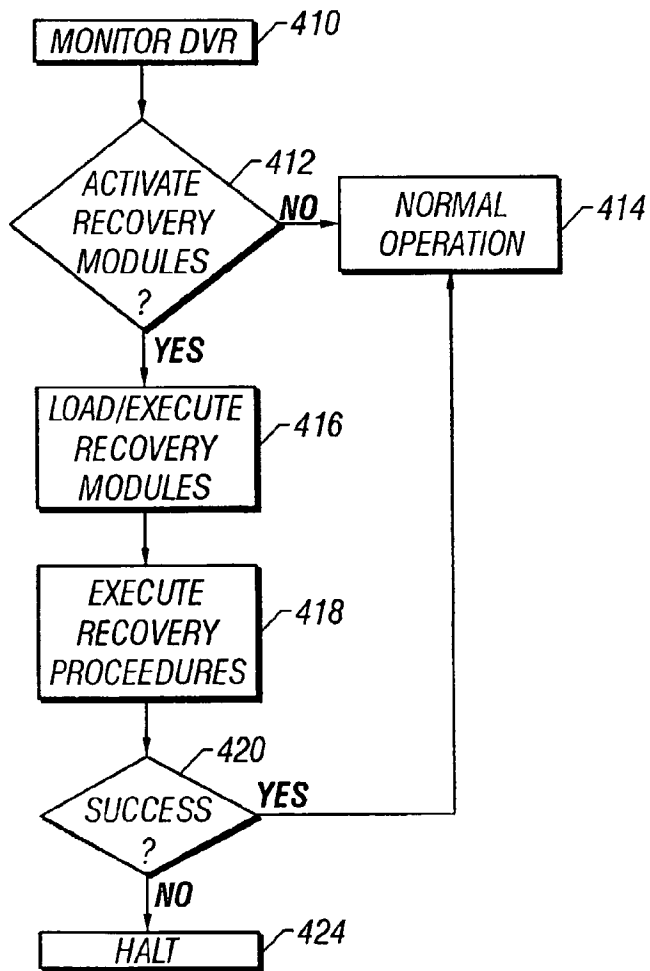 MONITOR DVR
410
412
ACTIVATE
RECOVERY
MODULES
?
NO
NORMAL
OPERATION
414
YES
LOAD/EXECUTE
RECOVERY
MODULES
416
EXECUTE
RECOVERY
PROCEEDURES
418
420
SUCCESS
?
YES
NO
HALT
424